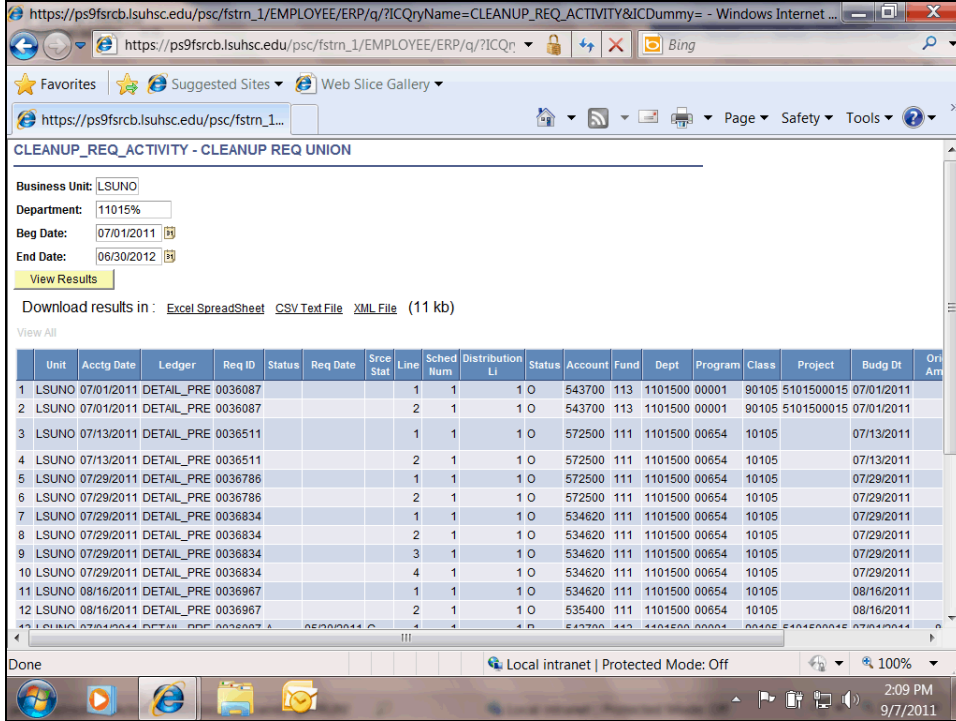 https://ps9fsrcb.lsuhsc.edu/psc/fstrn_1/EMPLOYEE/ERP/q/?ICQryName=CLEANUP_REQ_ACTIVITY&ICDummy= - Windows Internet ...
https://ps9fsrcb.lsuhsc.edu/psc/fstrn_1/EMPLOYEE/ERP/q/?ICQr Bing
Favorites Suggested Sites Web Slice Gallery
https://ps9fsrcb.lsuhsc.edu/psc/fstrn_1... Page Safety Tools
CLEANUP_REQ_ACTIVITY - CLEANUP REQ UNION
Business Unit: LSUNO
Department: 11015%
Beg Date: 07/01/2011
End Date: 06/30/2012
View Results
Download results in : Excel SpreadSheet CSV Text File XML File (11 kb)
View All
Unit Acctg Date Ledger Req ID Status Req Date Srce Stat Line Sched Num Distribution Li Status Account Fund Dept Program Class Project Budg Dt Ori Am
1 LSUNO 07/01/2011 DETAIL_PRE 0036087 1 1 1 O 543700 113 1101500 00001 90105 5101500015 07/01/2011
2 LSUNO 07/01/2011 DETAIL_PRE 0036087 2 1 1 O 543700 113 1101500 00001 90105 5101500015 07/01/2011
3 LSUNO 07/13/2011 DETAIL_PRE 0036511 1 1 1 O 572500 111 1101500 00654 10105 07/13/2011
4 LSUNO 07/13/2011 DETAIL_PRE 0036511 2 1 1 O 572500 111 1101500 00654 10105 07/13/2011
5 LSUNO 07/29/2011 DETAIL_PRE 0036786 1 1 1 O 572500 111 1101500 00654 10105 07/29/2011
6 LSUNO 07/29/2011 DETAIL_PRE 0036786 2 1 1 O 572500 111 1101500 00654 10105 07/29/2011
7 LSUNO 07/29/2011 DETAIL_PRE 0036834 1 1 1 O 534620 111 1101500 00654 10105 07/29/2011
8 LSUNO 07/29/2011 DETAIL_PRE 0036834 2 1 1 O 534620 111 1101500 00654 10105 07/29/2011
9 LSUNO 07/29/2011 DETAIL_PRE 0036834 3 1 1 O 534620 111 1101500 00654 10105 07/29/2011
10 LSUNO 07/29/2011 DETAIL_PRE 0036834 4 1 1 O 534620 111 1101500 00654 10105 07/29/2011
11 LSUNO 08/16/2011 DETAIL_PRE 0036967 1 1 1 O 534620 111 1101500 00654 10105 08/16/2011
12 LSUNO 08/16/2011 DETAIL_PRE 0036967 2 1 1 O 535400 111 1101500 00654 10105 08/16/2011
Done Local intranet | Protected Mode: Off 100%
2:09 PM
9/7/2011